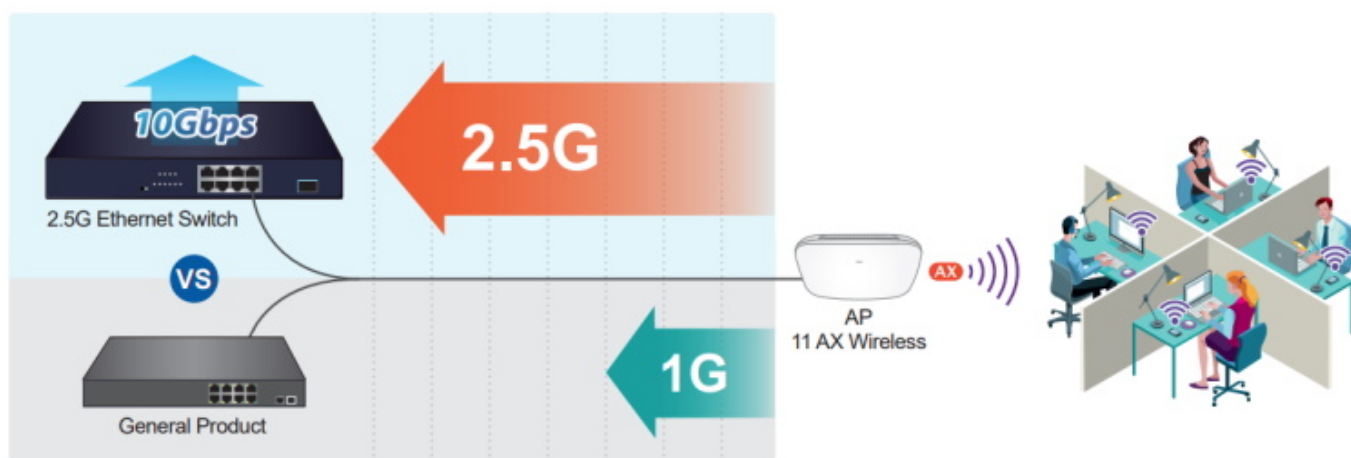 10Gbps
2.5G
2.5G Ethernet Switch
VS
AX
AP
11 AX Wireless
1G
General Product